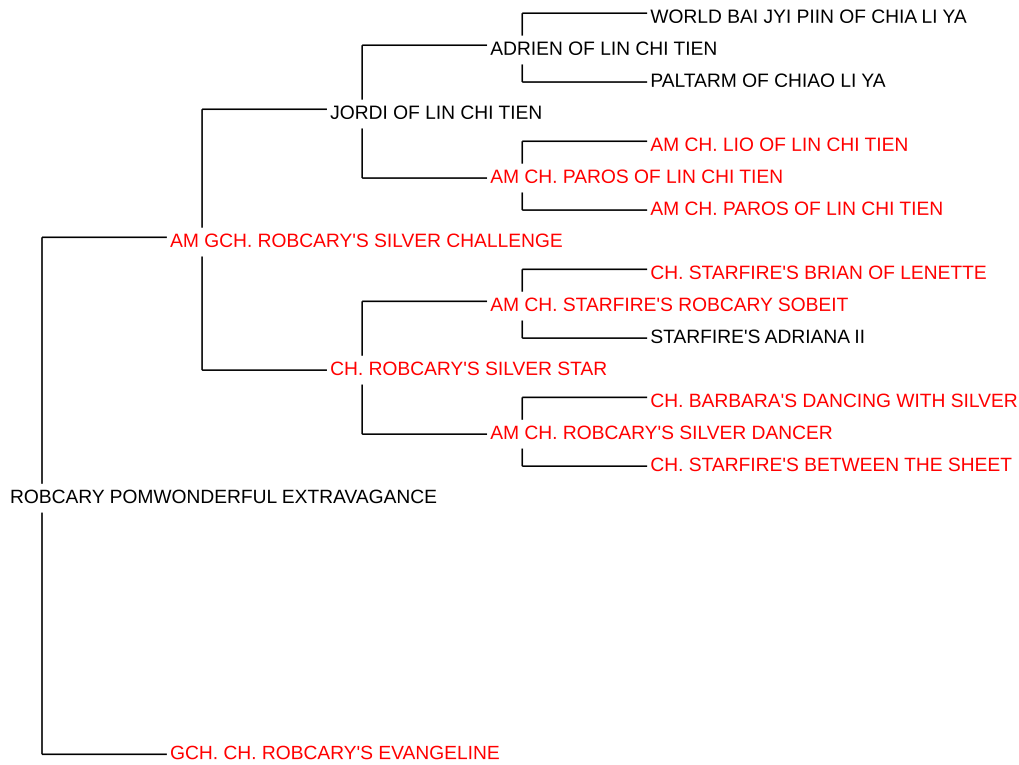 WORLD BAI JYI PIIN OF CHIA LI YA
ADRIEN OF LIN CHI TIEN
PALTARM OF CHIAO LI YA
JORDI OF LIN CHI TIEN
AM CH. LIO OF LIN CHI TIEN
AM CH. PAROS OF LIN CHI TIEN
AM CH. PAROS OF LIN CHI TIEN
AM GCH. ROBCARY'S SILVER CHALLENGE
CH. STARFIRE'S BRIAN OF LENETTE
AM CH. STARFIRE'S ROBCARY SOBEIT
STARFIRE'S ADRIANA II
CH. ROBCARY'S SILVER STAR
CH. BARBARA'S DANCING WITH SILVER
AM CH. ROBCARY'S SILVER DANCER
CH. STARFIRE'S BETWEEN THE SHEET
ROBCARY POMWONDERFUL EXTRAVAGANCE
GCH. CH. ROBCARY'S EVANGELINE